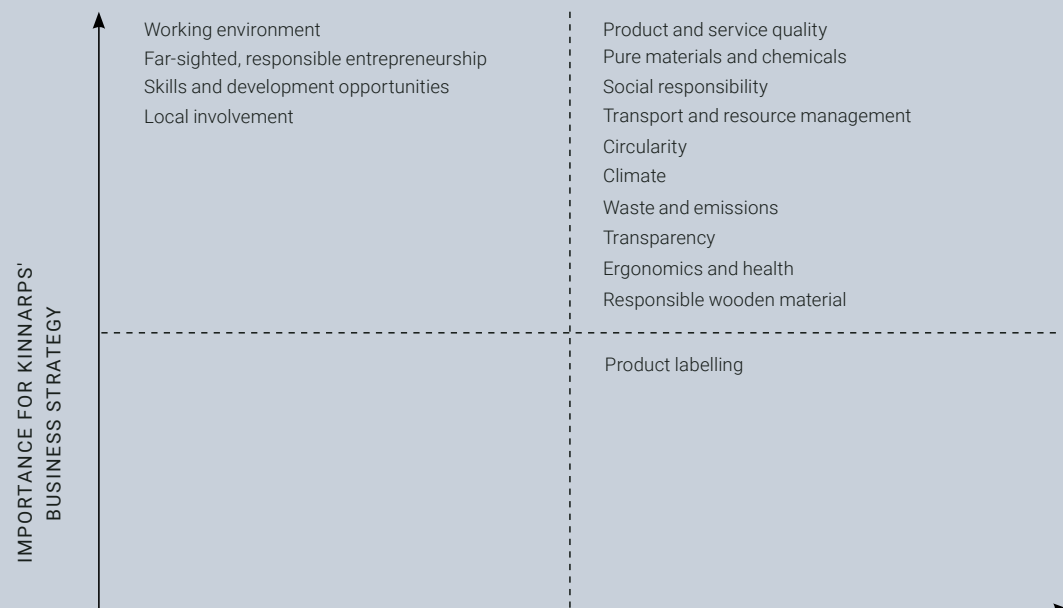 Working environment
Far-sighted, responsible entrepreneurship
Skills and development opportunities
Local involvement
Product and service quality
Pure materials and chemicals
Social responsibility
Transport and resource management
Circularity
Climate
Waste and emissions
Transparency
Ergonomics and health
Responsible wooden material
Product labelling
IMPORTANCE FOR KINNARPS'
BUSINESS STRATEGY